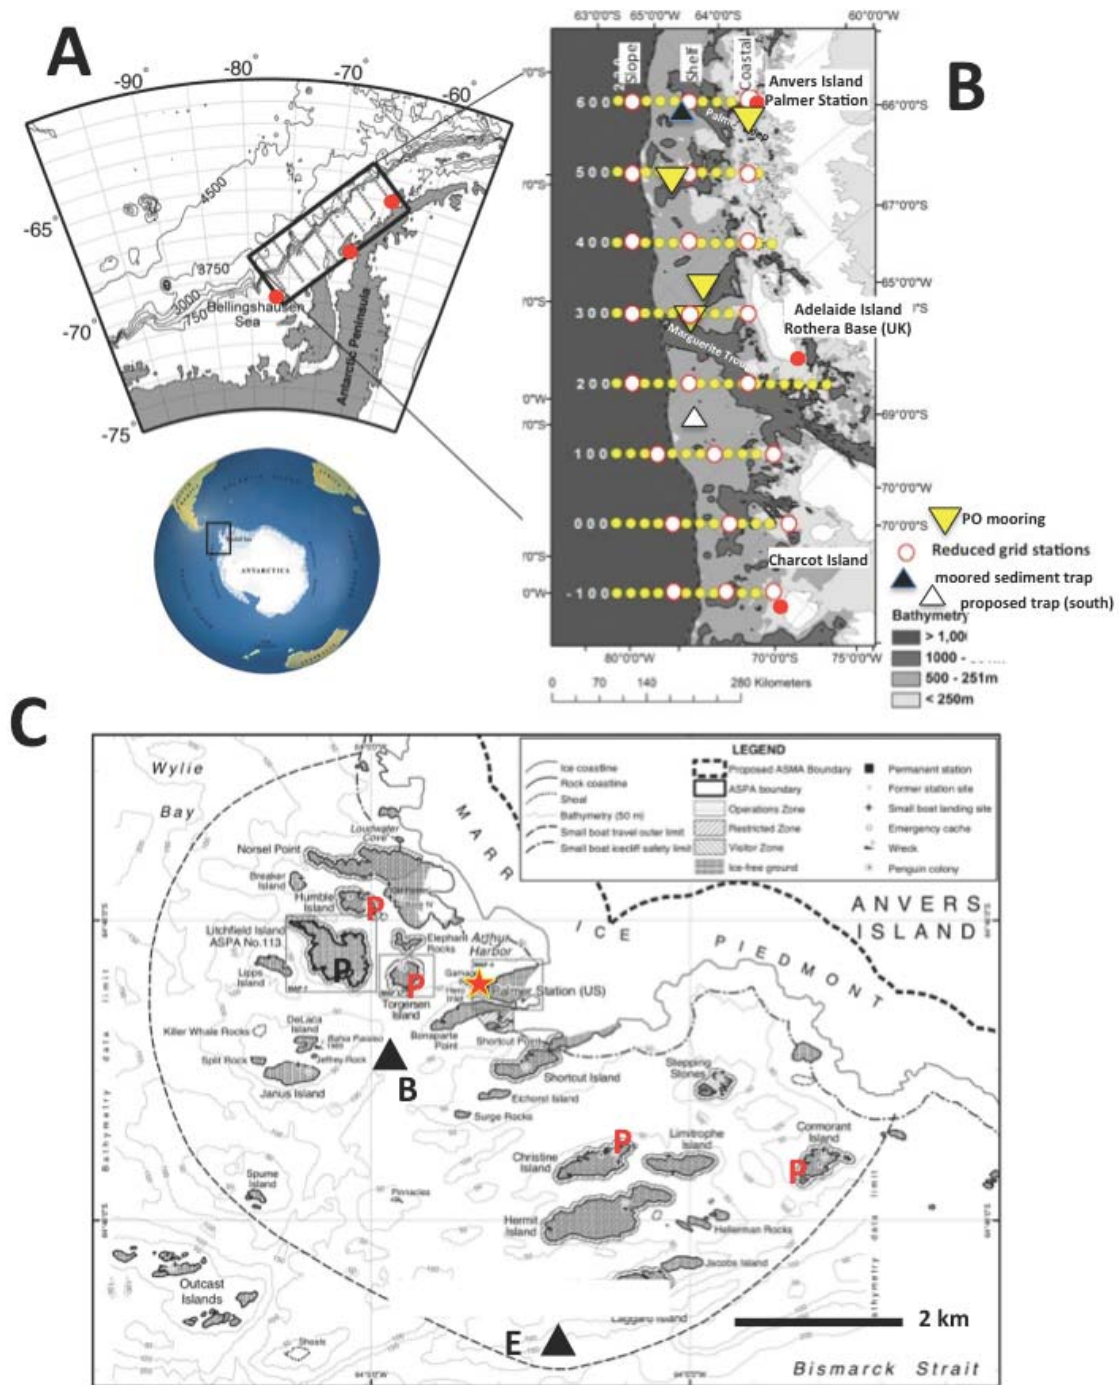 A
-90°
-80°
-70°
-60°
-65°
-70°
-75°
4500
3750
3000
750
Bellingshausen
Sea
Antarctic Peninsula
ANTARCTICA
B
63°0'0"S 65°0'0"W 64°0'0"S 60°0'0"W
Slope
Shelf
Coastal
600
500
400
300
200
100
000
-100
Anvers Island
Palmer Station
66°0'0"S
67°0'0"S
65°0'0"W
Adelaide Island
Rothera Base (UK)
Marguerite Trough
69°0'0"S
70°0'0"W
70°0'0"S
Charcot Island
80°0'0"W 70°0'0"S 75°0'0"W
0 70 140 280 Kilometers
PO mooring
Reduced grid stations
moored sediment trap
proposed trap (south)
Bathymetry
> 1,00
1000 -
500 - 251m
< 250m
C
Wylie
Bay
LEGEND
Ice coastline
Rock coastline
Shoal
Bathymetry (50 m)
Small boat travel outer limit
Small boat icecliff safety limit
Proposed ASMA Boundary
ASPA boundary
Operations Zone
Restricted Zone
Visitor Zone
Ice-free ground
Permanent station
Former station site
Small boat landing site
Emergency cache
Wreck
Penguin colony
MARR
ICE
PIEDMONT
ANVERS
ISLAND
Loudwater
Cove
Norsel Point
Breaker
Island
Humble
Island
P
Litchfield Island
ASPA No.113
P
Lipps
Island
Elephant
Rocks
Arthur
Harbor
P
Torgersen
Island
Palmer Station (US)
Bonaparte
Point
Shortcut Point
Shortcut Island
Killer Whale Rocks
DeLaca
Island
Bahia Paraiso
1989
Split Rock
Jeffrey Rock
Janus Island
B
Eichorst Island
Surge Rocks
Stepping
Stones
P
Christine
Island
Limitrophe
Island
Cormorant
Island
P
Spume
Island
Pinnacles
Hermit
Island
Hellerman Rocks
Jacobs Island
Outcast
Islands
Shoals
Laggard Island
E
2 km
Bismarck Strait
Bathymetry data limit